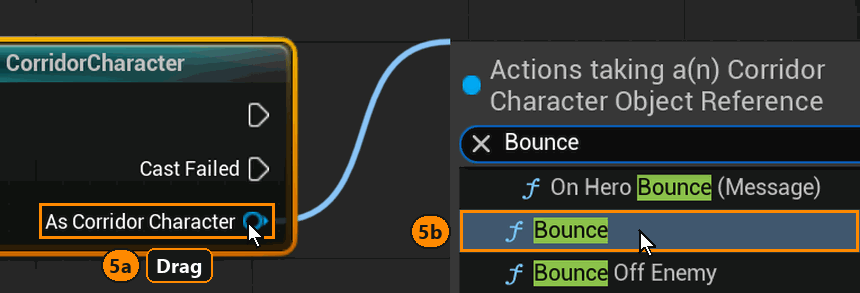 CorridorCharacter
Cast Failed
As Corridor Character
5a Drag
Actions taking a(n) Corridor
Character Object Reference
Bounce
f On Hero Bounce (Message)
5b
f Bounce
f Bounce Off Enemy